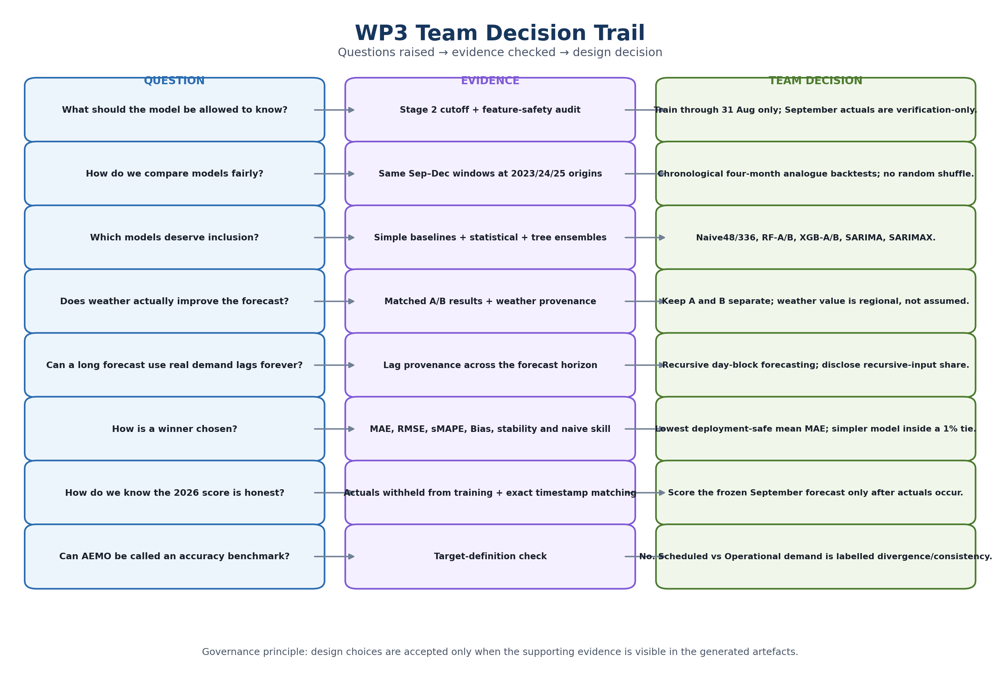 WP3 Team Decision Trail
Questions raised → evidence checked → design decision
QUESTION
EVIDENCE
TEAM DECISION
What should the model be allowed to know?
Stage 2 cutoff + feature-safety audit
Train through 31 Aug only; September actuals are verification-only.
How do we compare models fairly?
Same Sep–Dec windows at 2023/24/25 origins
Chronological four-month analogue backtests; no random shuffle.
Which models deserve inclusion?
Simple baselines + statistical + tree ensembles
Naive48/336, RF-A/B, XGB-A/B, SARIMA, SARIMAX.
Does weather actually improve the forecast?
Matched A/B results + weather provenance
Keep A and B separate; weather value is regional, not assumed.
Can a long forecast use real demand lags forever?
Lag provenance across the forecast horizon
Recursive day-block forecasting; disclose recursive-input share.
How is a winner chosen?
MAE, RMSE, sMAPE, Bias, stability and naive skill
Lowest deployment-safe mean MAE; simpler model inside a 1% tie.
How do we know the 2026 score is honest?
Actuals withheld from training + exact timestamp matching
Score the frozen September forecast only after actuals occur.
Can AEMO be called an accuracy benchmark?
Target-definition check
No. Scheduled vs Operational demand is labelled divergence/consistency.
Governance principle: design choices are accepted only when the supporting evidence is visible in the generated artefacts.